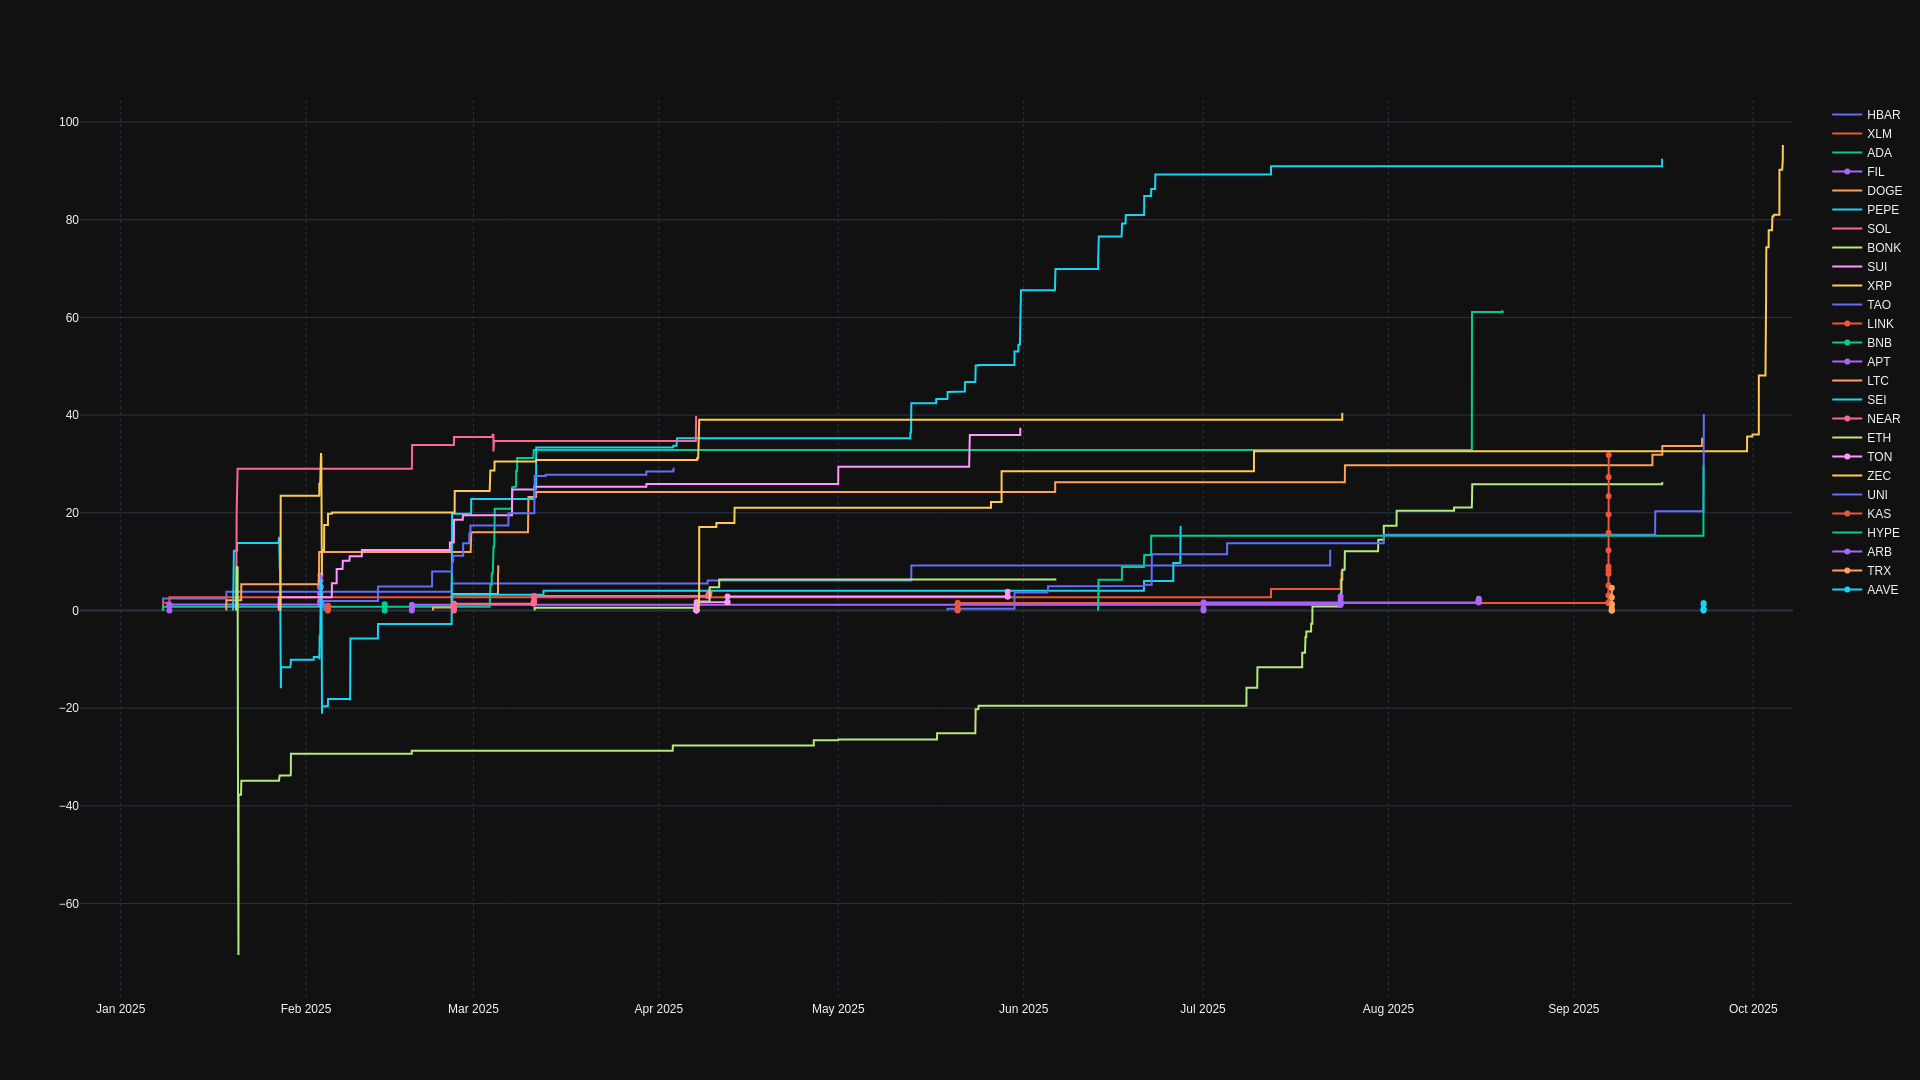 100
80
60
40
20
0
−20
−40
−60
Jan 2025
Feb 2025
Mar 2025
Apr 2025
May 2025
Jun 2025
Jul 2025
Aug 2025
Sep 2025
Oct 2025
HBAR
XLM
ADA
FIL
DOGE
PEPE
SOL
BONK
SUI
XRP
TAO
LINK
BNB
APT
LTC
SEI
NEAR
ETH
TON
ZEC
UNI
KAS
HYPE
ARB
TRX
AAVE